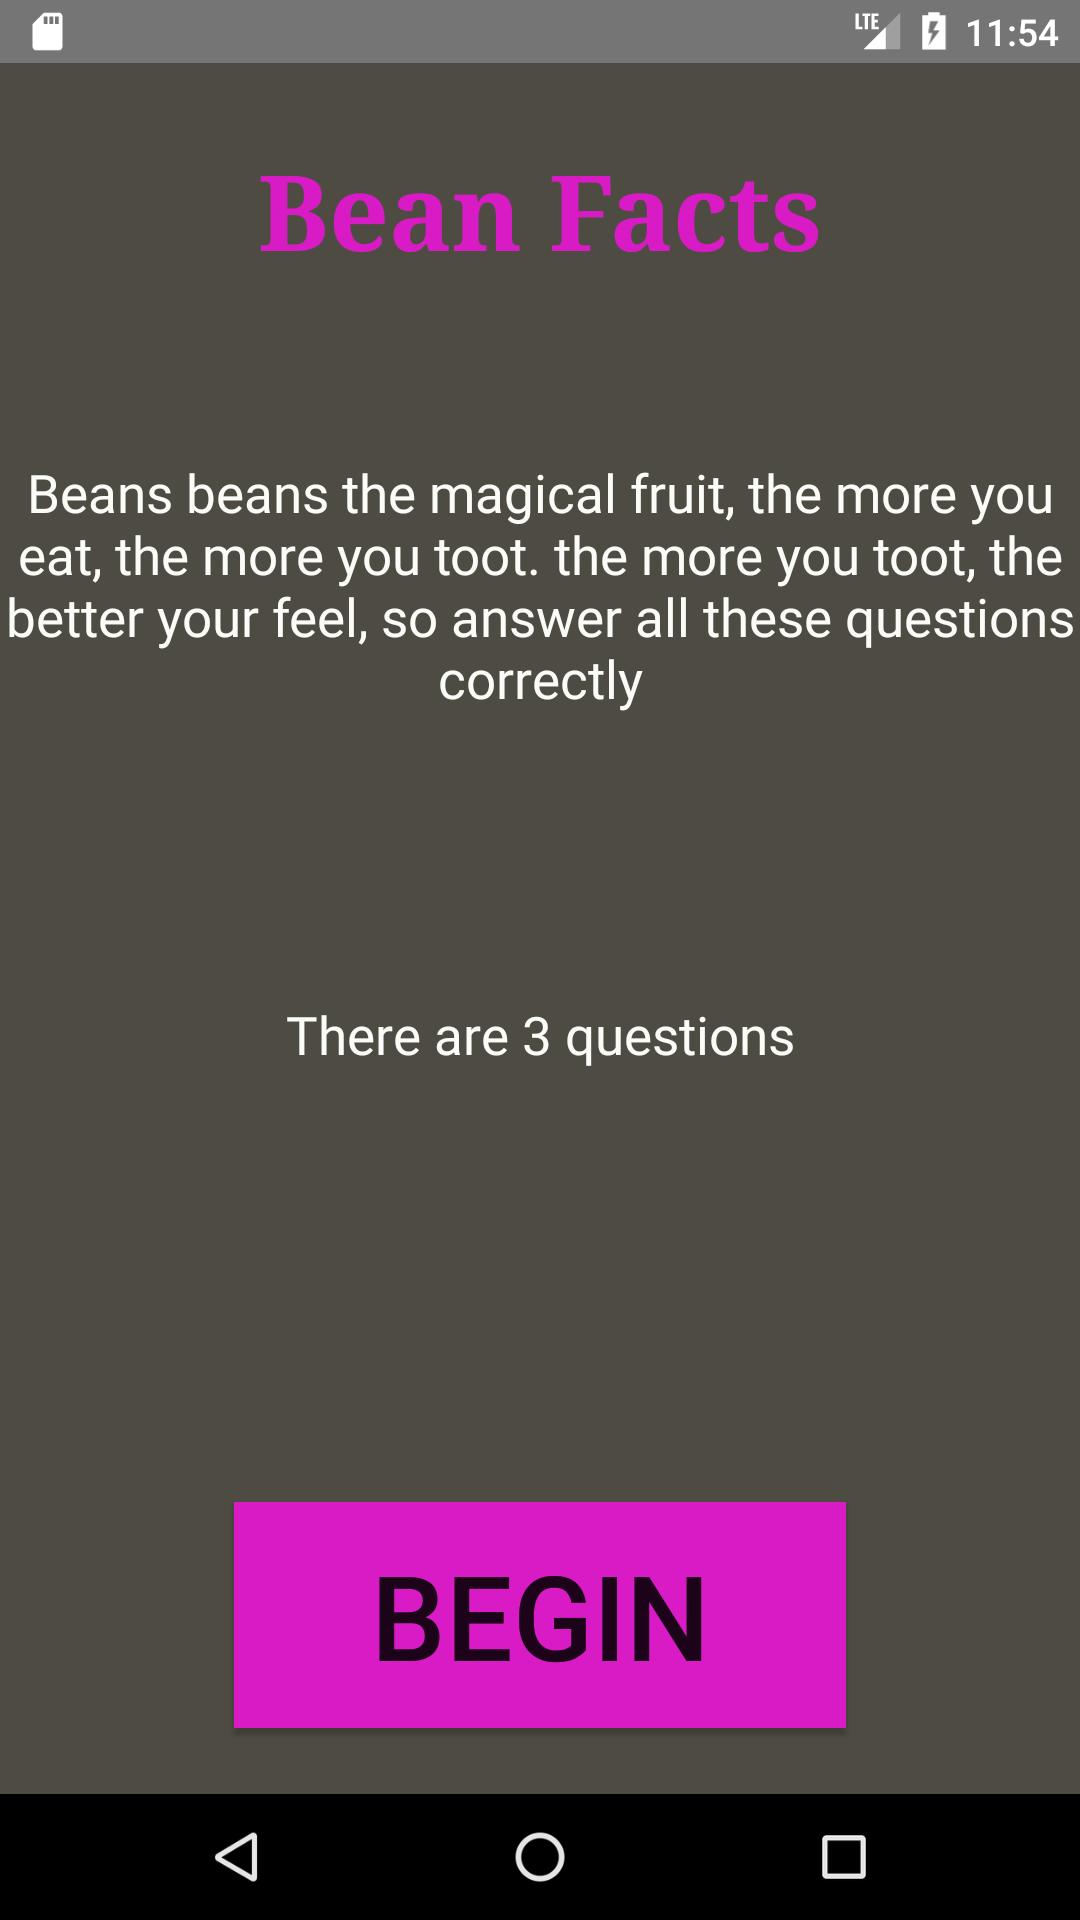 LTE 11:54
Bean Facts
Beans beans the magical fruit, the more you
eat, the more you toot. the more you toot, the
better your feel, so answer all these questions
correctly
There are 3 questions
BEGIN